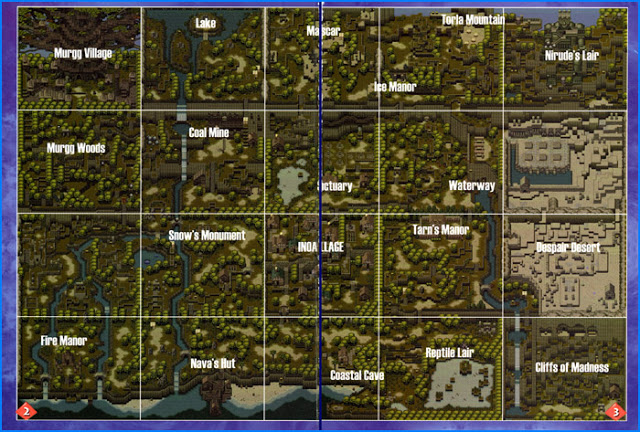 Lake
Mascar
Torla Mountain
Murgg Village
Nirude's Lair
Ice Manor
Coal Mine
Murgg Woods
Waterway
Snow's Monument
Tarn's Manor
Despair Desert
Fire Manor
Reptile Lair
Nava's Hut
Coastal Cave
Cliffs of Madness
2
3